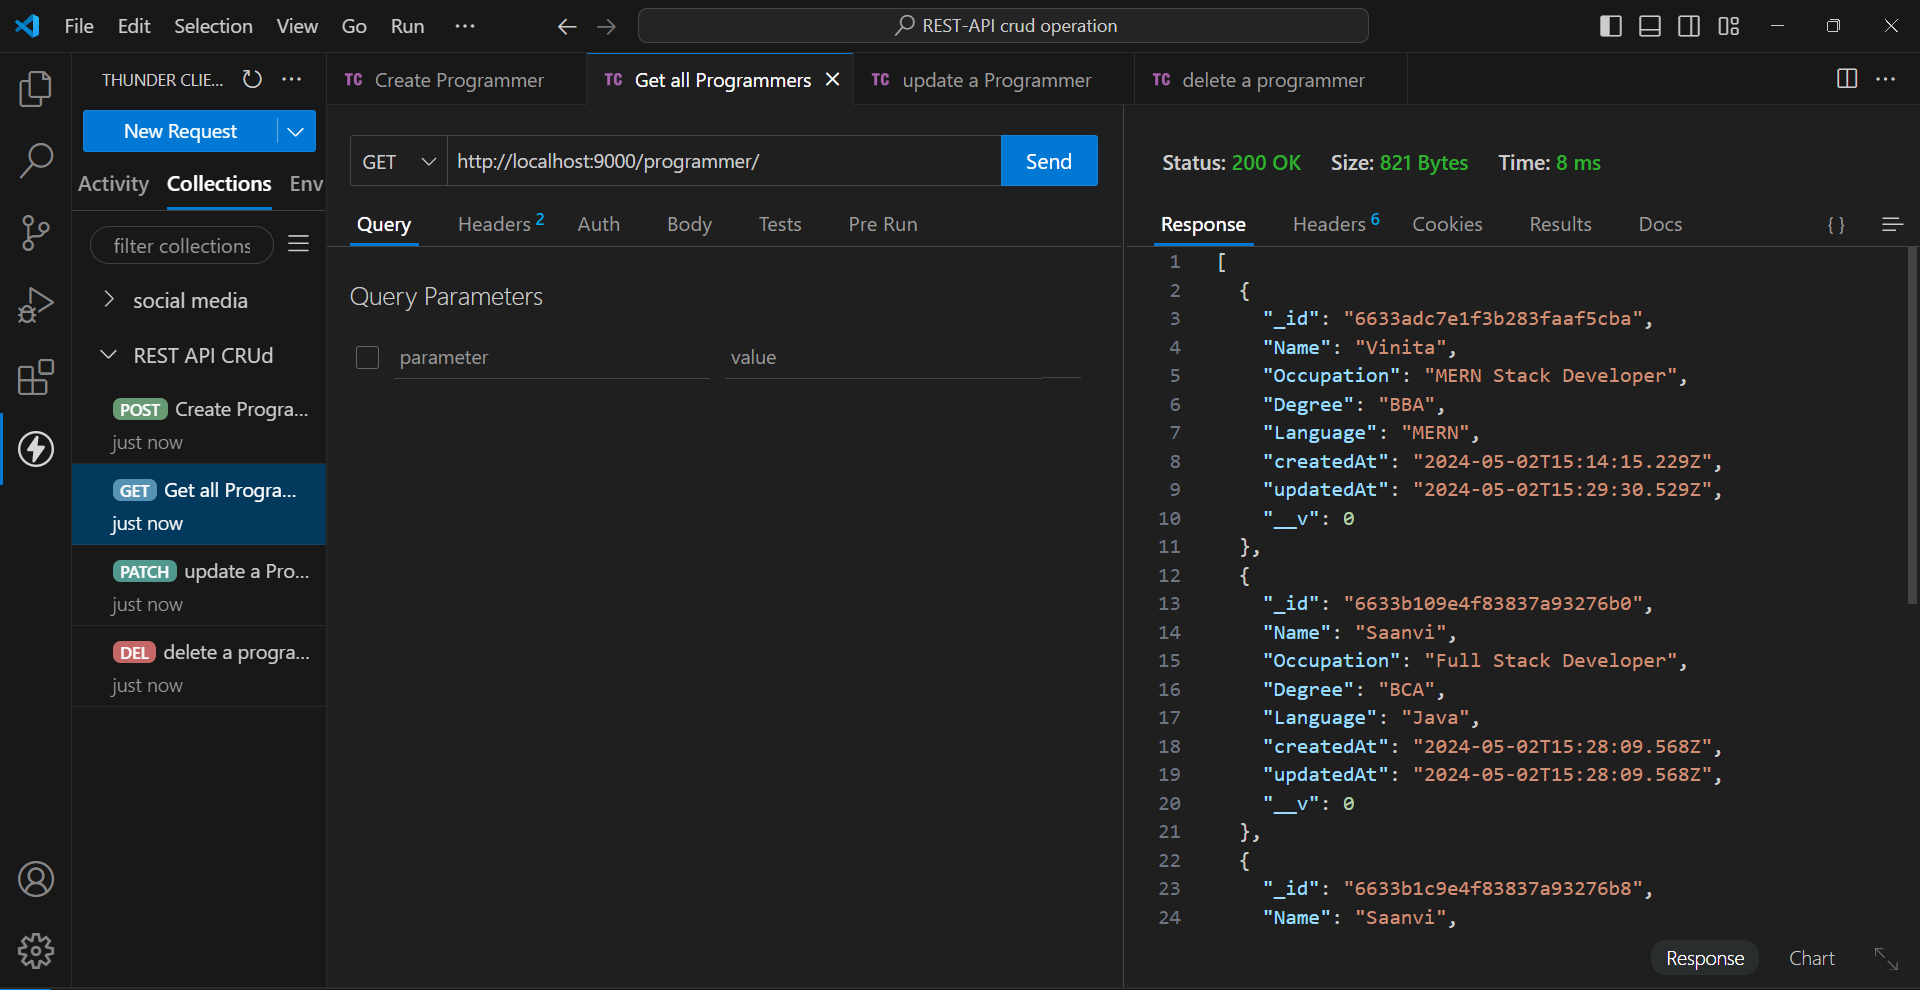 File Edit Selection View Go Run ···
REST-API crud operation
THUNDER CLIE... ···
TC Create Programmer
TC Get all Programmers
TC update a Programmer
TC delete a programmer
···
New Request
Activity Collections Env
filter collections
social media
REST API CRUd
POST Create Progra...
just now
GET Get all Progra...
just now
PATCH update a Pro...
just now
DEL delete a progra...
just now
GET http://localhost:9000/programmer/ Send
Query Headers 2 Auth Body Tests Pre Run
Query Parameters
parameter value
Status: 200 OK Size: 821 Bytes Time: 8 ms
Response Headers 6 Cookies Results Docs { }
1 [
2 {
3 "_id": "6633adc7e1f3b283faaf5cba",
4 "Name": "Vinita",
5 "Occupation": "MERN Stack Developer",
6 "Degree": "BBA",
7 "Language": "MERN",
8 "createdAt": "2024-05-02T15:14:15.229Z",
9 "updatedAt": "2024-05-02T15:29:30.529Z",
10 "__v": 0
11 },
12 {
13 "_id": "6633b109e4f83837a93276b0",
14 "Name": "Saanvi",
15 "Occupation": "Full Stack Developer",
16 "Degree": "BCA",
17 "Language": "Java",
18 "createdAt": "2024-05-02T15:28:09.568Z",
19 "updatedAt": "2024-05-02T15:28:09.568Z",
20 "__v": 0
21 },
22 {
23 "_id": "6633b1c9e4f83837a93276b8",
24 "Name": "Saanvi",
Response Chart